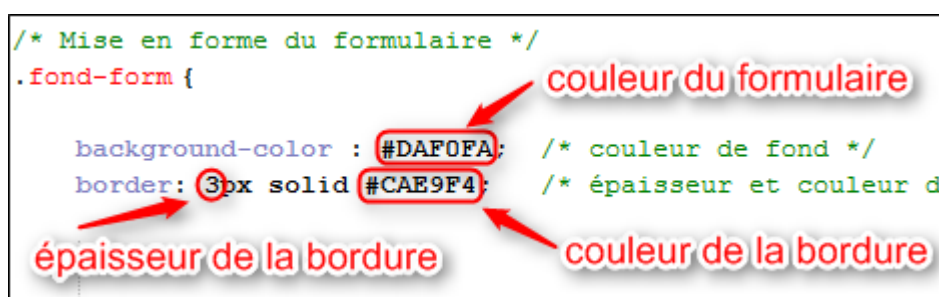 /* Mise en forme du formulaire */
.fond-form {
couleur du formulaire
background-color : #DAF0FA; /* couleur de fond */
border: 3px solid #CAE9F4; /* épaisseur et couleur d
épaisseur de la bordure
couleur de la bordure